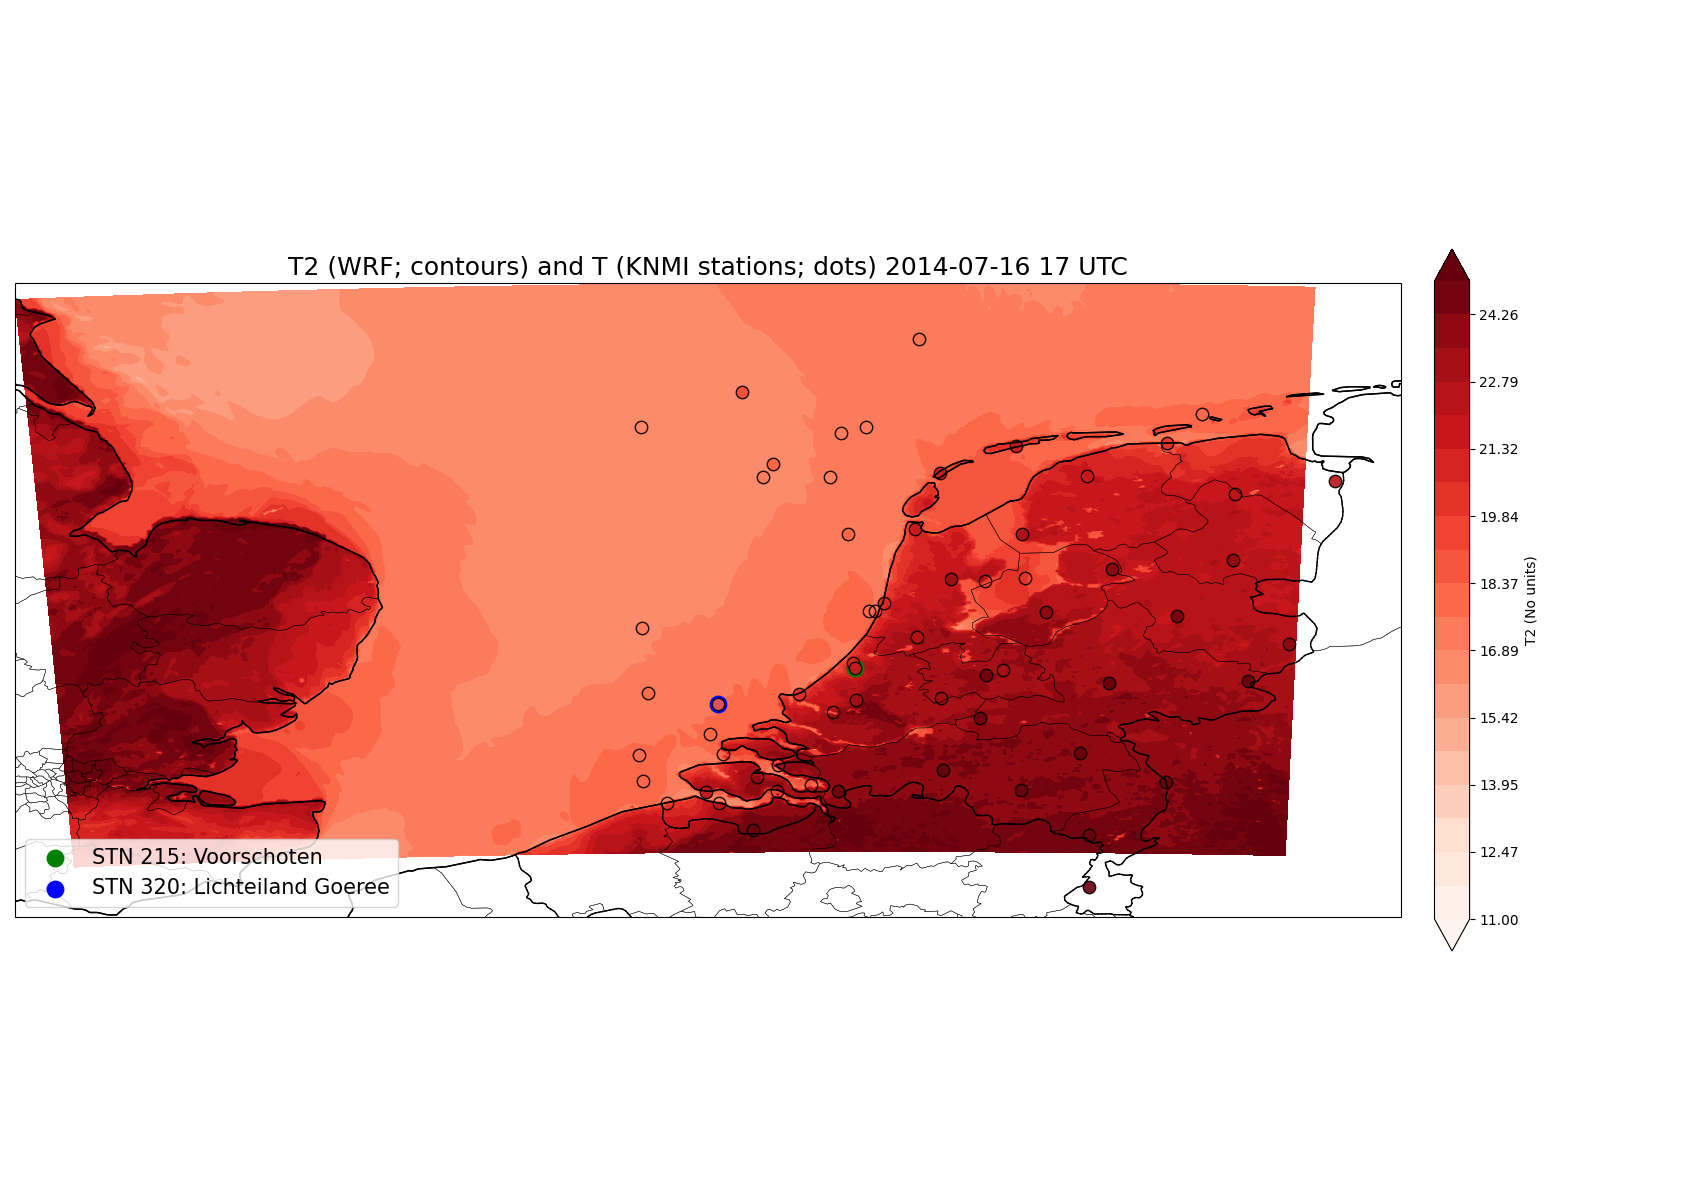 T2 (WRF; contours) and T (KNMI stations; dots) 2014-07-16 17 UTC
24.26
22.79
21.32
19.84
18.37
16.89
15.42
13.95
12.47
11.00
T2 (No units)
STN 215: Voorschoten
STN 320: Lichteiland Goeree